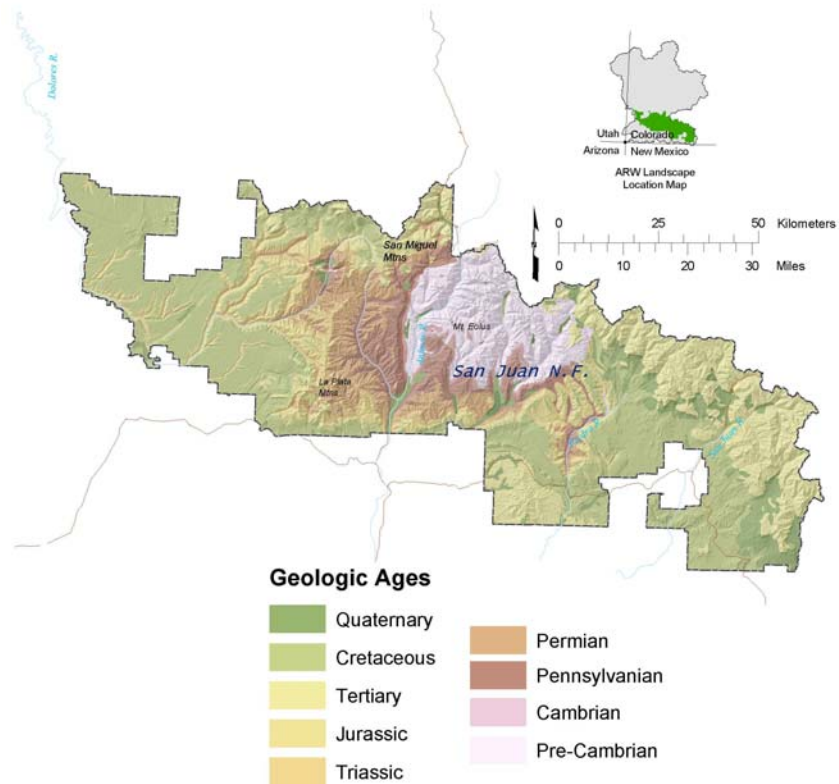 Dolores R.
Utah
Colorado
Arizona
New Mexico
ARW Landscape
Location Map
N
0
25
50
Kilometers
0
10
20
30
Miles
San Miguel
Mtns
Mt. Eolus
San Juan N.F.
La Plata
Mtns
San Juan R.
Geologic Ages
Quaternary
Cretaceous
Tertiary
Jurassic
Triassic
Permian
Pennsylvanian
Cambrian
Pre-Cambrian